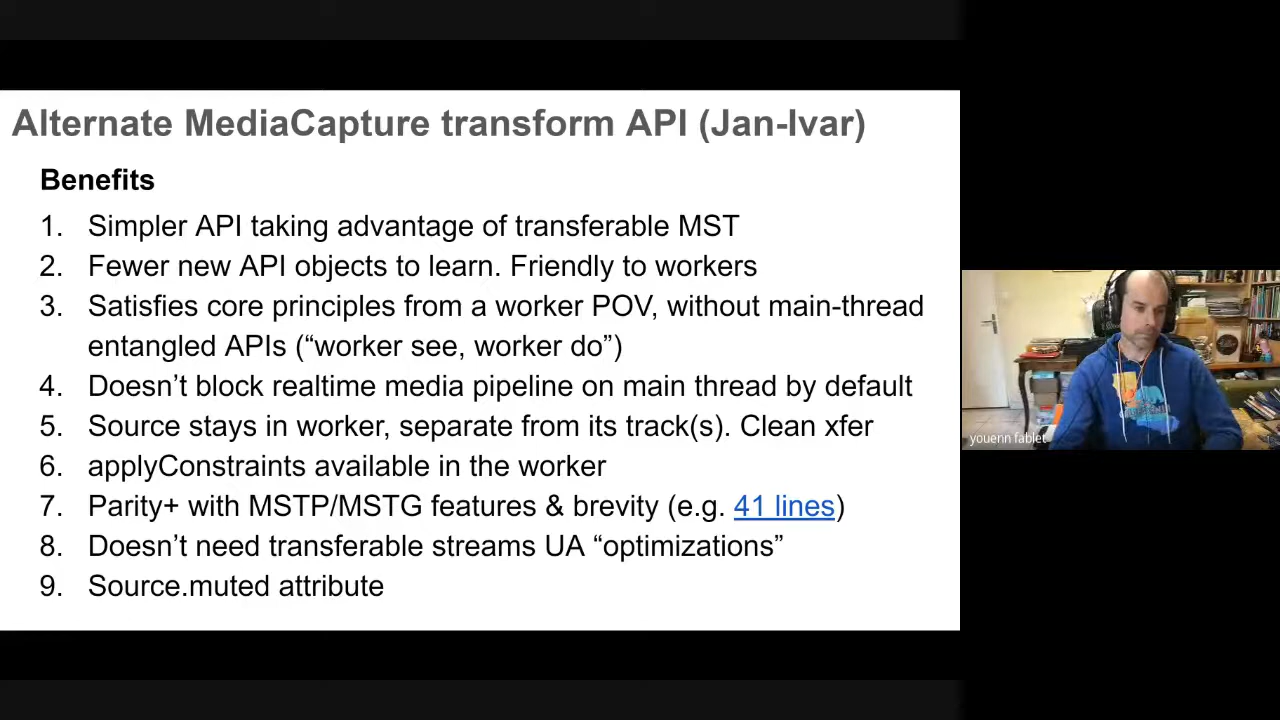 Alternate MediaCapture transform API (Jan-Ivar)
Benefits
1. Simpler API taking advantage of transferable MST
2. Fewer new API objects to learn. Friendly to workers
3. Satisfies core principles from a worker POV, without main-thread
entangled APIs (“worker see, worker do”)
4. Doesn’t block realtime media pipeline on main thread by default
5. Source stays in worker, separate from its track(s). Clean xfer
6. applyConstraints available in the worker
7. Parity+ with MSTP/MSTG features & brevity (e.g. 41 lines)
8. Doesn’t need transferable streams UA “optimizations”
9. Source.muted attribute
youenn fablet